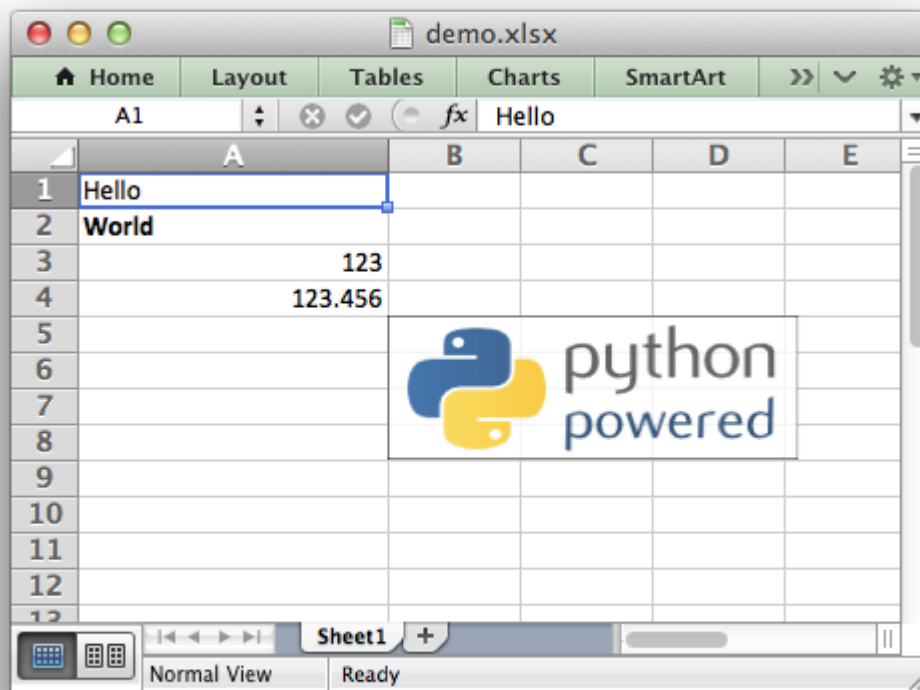 demo.xlsx
Home Layout Tables Charts SmartArt
A1 fx Hello
A B C D E
1 Hello
2 World
3 123
4 123.456
5
6
7
8
python
powered
9
10
11
12
13
Sheet1 +
Normal View Ready